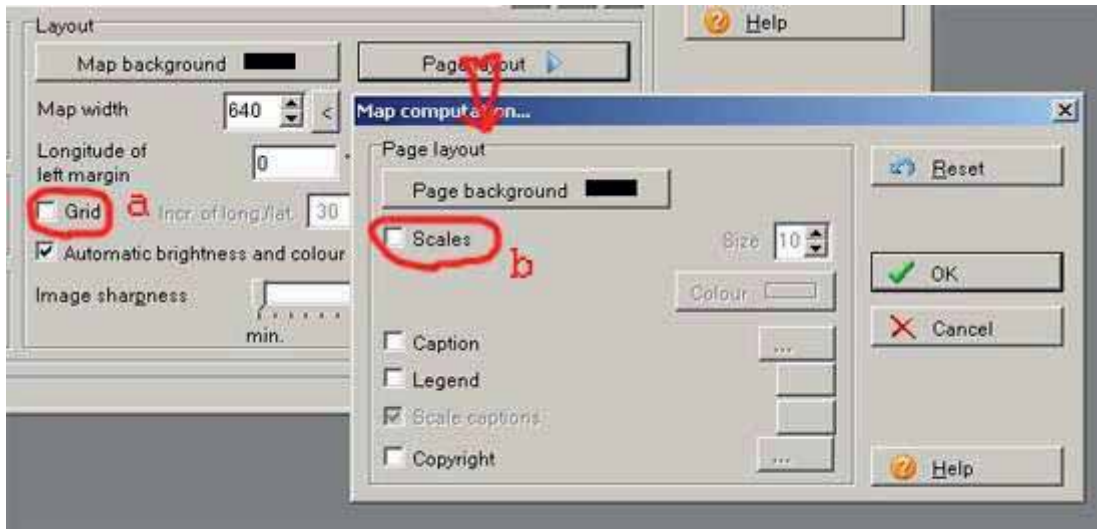 Layout
Help
Map background
Page layout
Map width 640 <
Map computation...
Longitude of
left margin 0 °
Page layout
Page background
Reset
Grid a Incr. of long./lat. 30
Scales b Size 10
Automatic brightness and colour
Colour
OK
Image sharpness
min.
Caption ...
Cancel
Legend
Scale captions
Copyright ...
Help